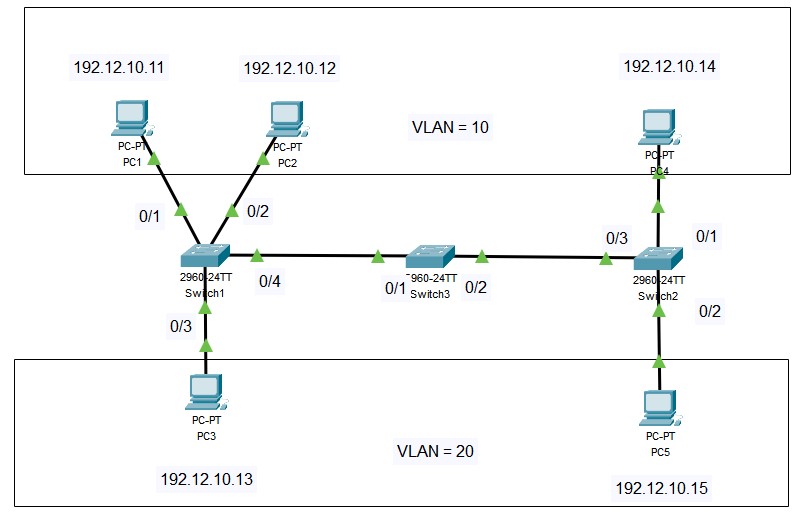 192.12.10.11
192.12.10.12
192.12.10.14
VLAN = 10
PC-PT
PC1
PC-PT
PC2
PC-PT
PC4
0/1
0/2
0/3
0/1
2960-24TT
Switch1
0/4
2960-24TT
Switch3
0/1
0/2
2960-24TT
Switch2
0/2
0/3
PC-PT
PC3
PC-PT
PC5
VLAN = 20
192.12.10.13
192.12.10.15